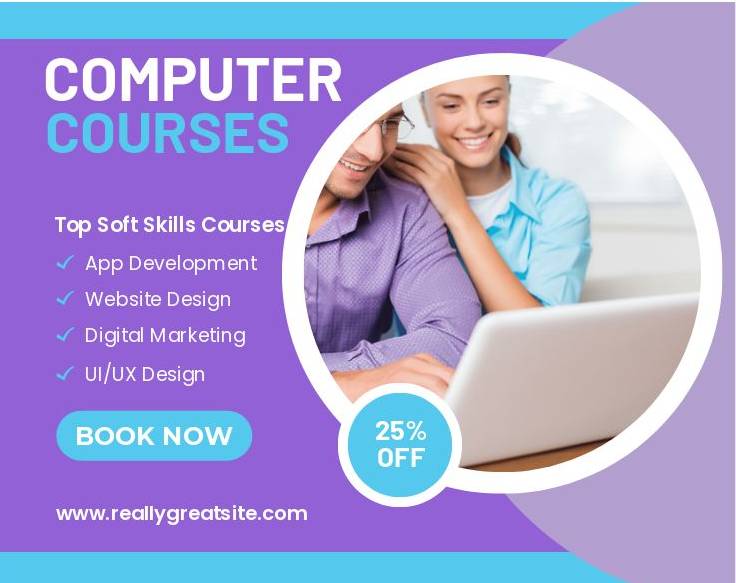 COMPUTER
COURSES
Top Soft Skills Courses
App Development
Website Design
Digital Marketing
UI/UX Design
BOOK NOW
25%
OFF
www.reallygreatsite.com